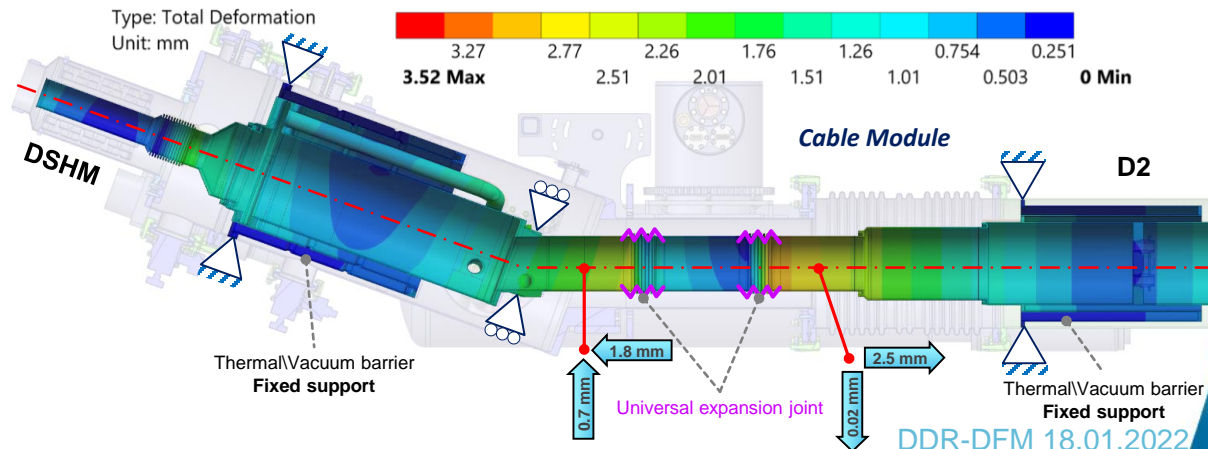 Type: Total Deformation
Unit: mm
3.27 2.77 2.26 1.76 1.26 0.754 0.251
3.52 Max 2.51 2.01 1.51 1.01 0.503 0 Min
Cable Module
D2
DSHM
1.8 mm
2.5 mm
0.7 mm
0.02 mm
Thermal\Vacuum barrier
Fixed support
Universal expansion joint
Thermal\Vacuum barrier
Fixed support
DDR-DFM 18.01.2022